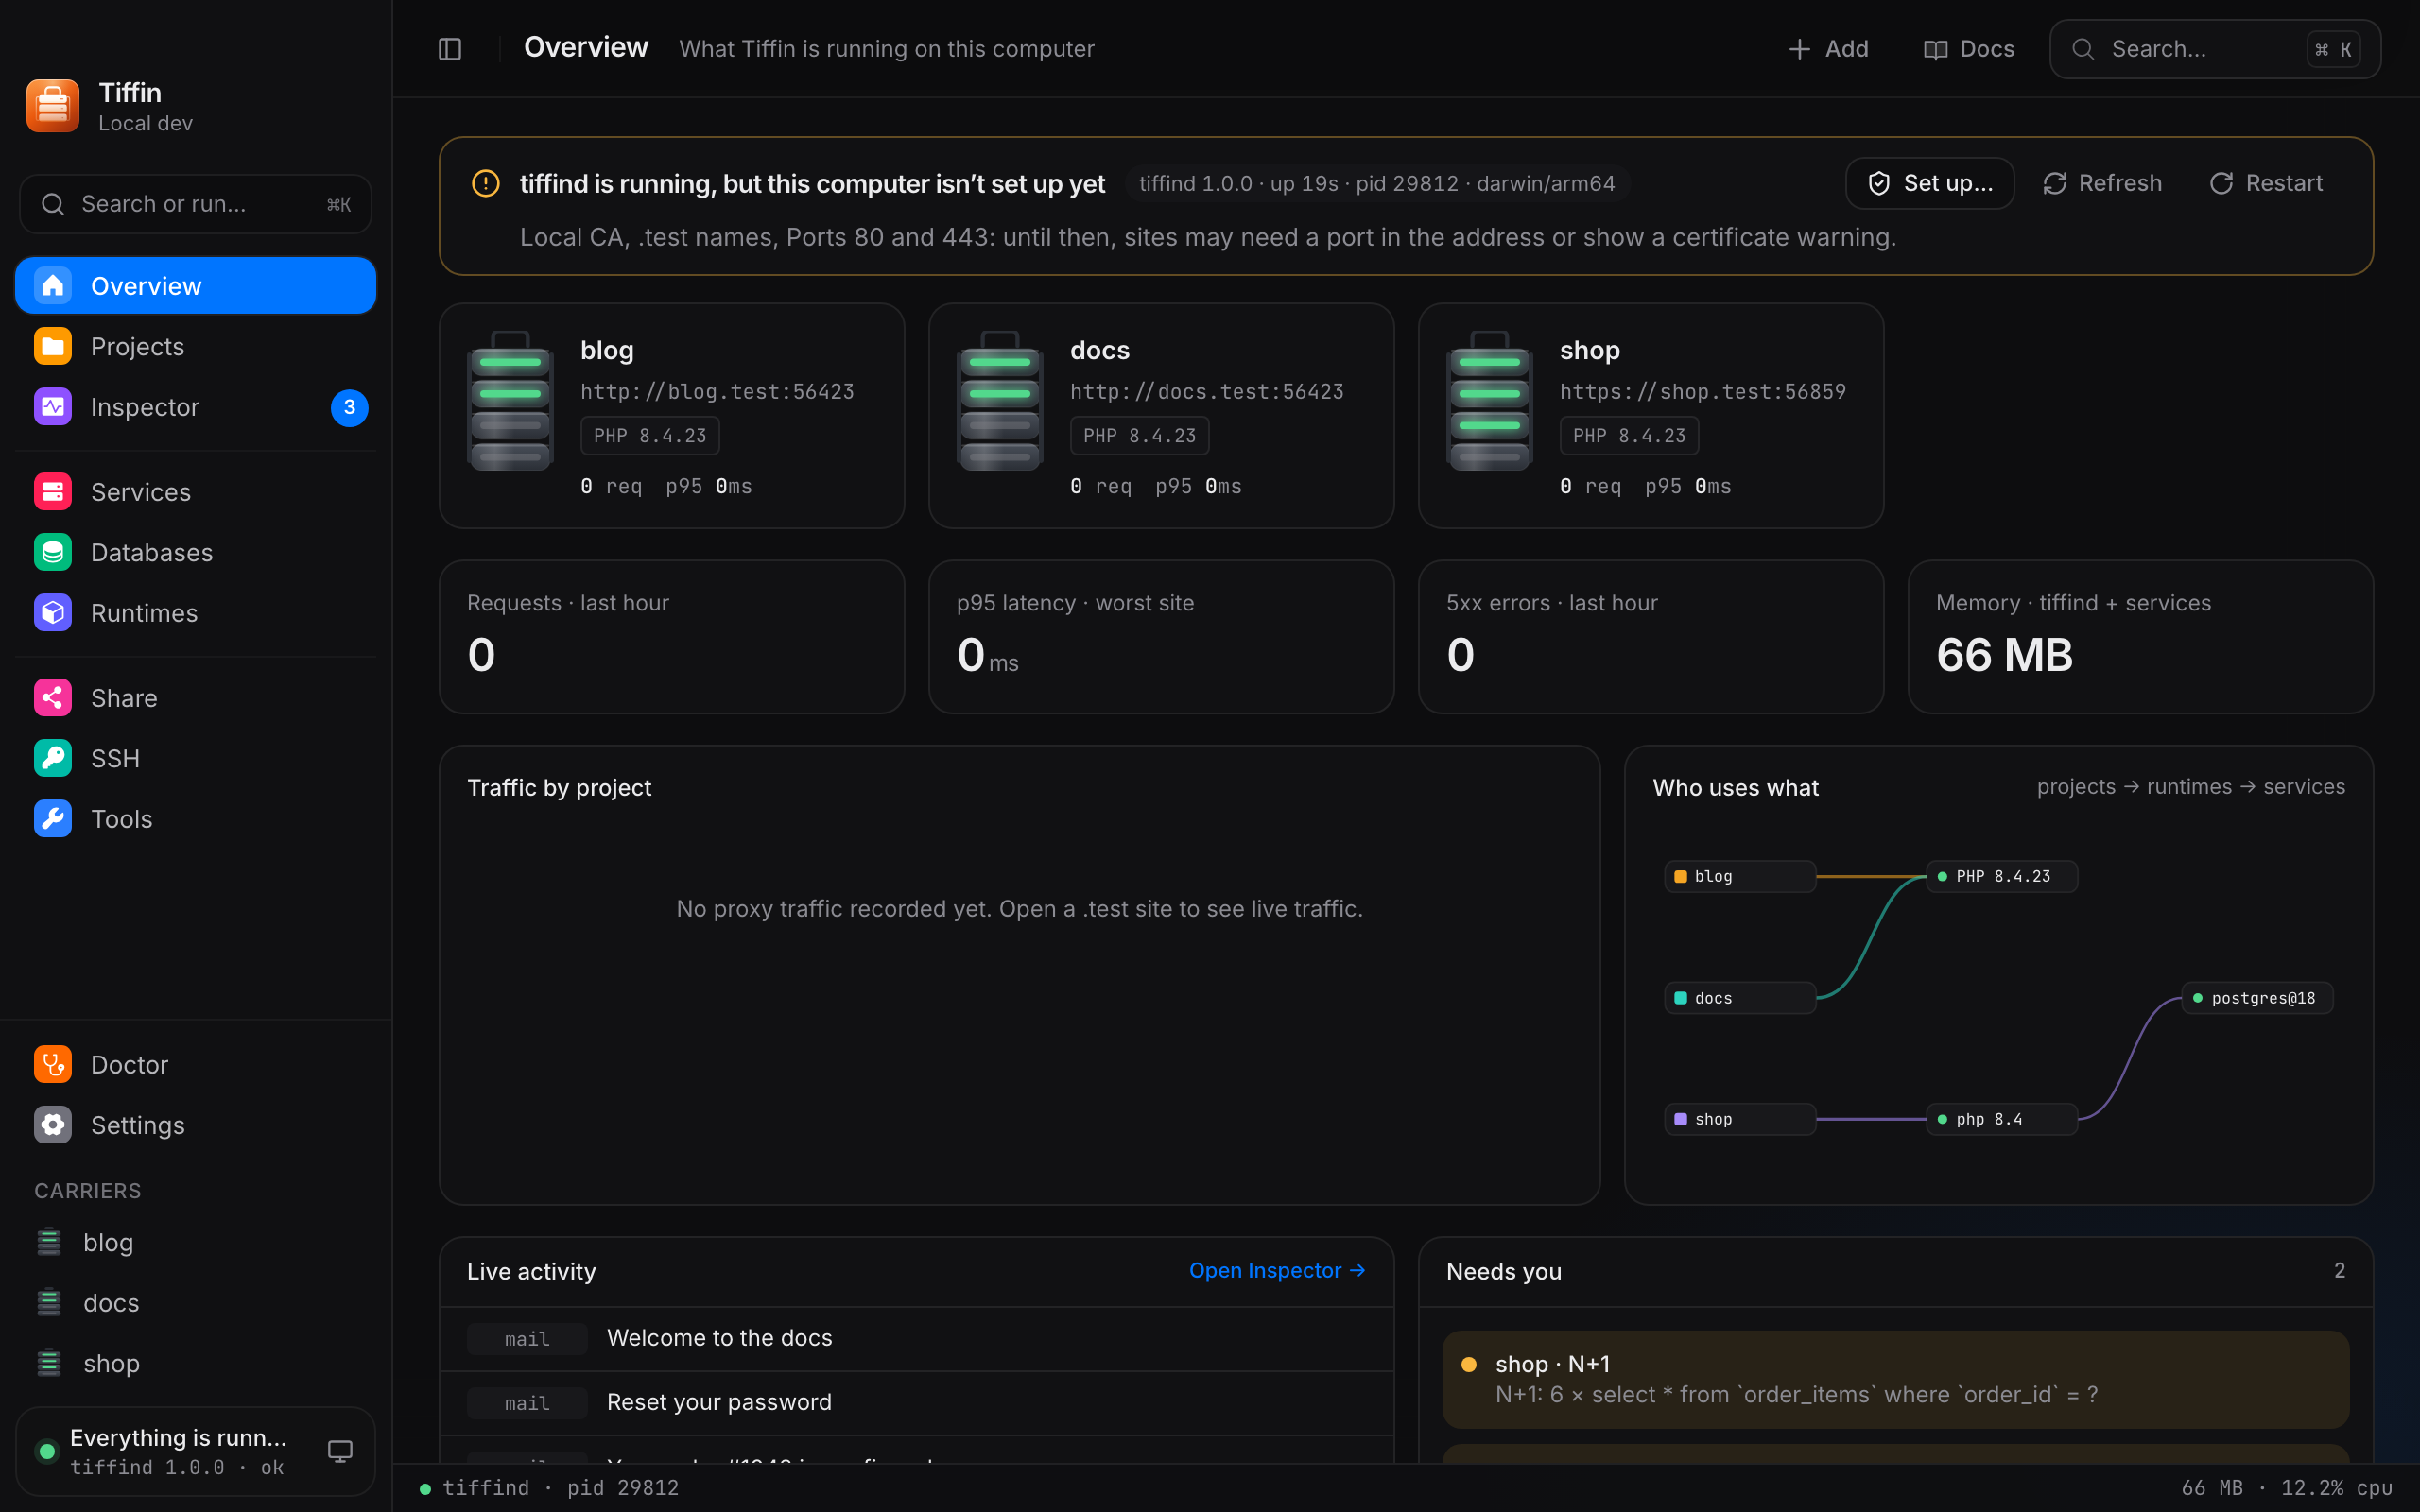 Tiffin
Local dev
Search or run... ⌘K
Overview
Projects
Inspector 3
Services
Databases
Runtimes
Share
SSH
Tools
Doctor
Settings
CARRIERS
blog
docs
shop
Everything is runn...
tiffind 1.0.0 · ok
Overview What Tiffin is running on this computer
Add Docs Search... ⌘ K
tiffind is running, but this computer isn’t set up yet tiffind 1.0.0 · up 19s · pid 29812 · darwin/arm64
Set up... Refresh Restart
Local CA, .test names, Ports 80 and 443: until then, sites may need a port in the address or show a certificate warning.
blog
http://blog.test:56423
PHP 8.4.23
0 req p95 0ms
docs
http://docs.test:56423
PHP 8.4.23
0 req p95 0ms
shop
https://shop.test:56859
PHP 8.4.23
0 req p95 0ms
Requests · last hour
0
p95 latency · worst site
0 ms
5xx errors · last hour
0
Memory · tiffind + services
66 MB
Traffic by project
No proxy traffic recorded yet. Open a .test site to see live traffic.
Who uses what projects → runtimes → services
blog PHP 8.4.23
docs postgres@18
shop php 8.4
Live activity Open Inspector →
mail Welcome to the docs
mail Reset your password
Needs you 2
shop · N+1
N+1: 6 × select * from `order_items` where `order_id` = ?
tiffind · pid 29812
66 MB · 12.2% cpu